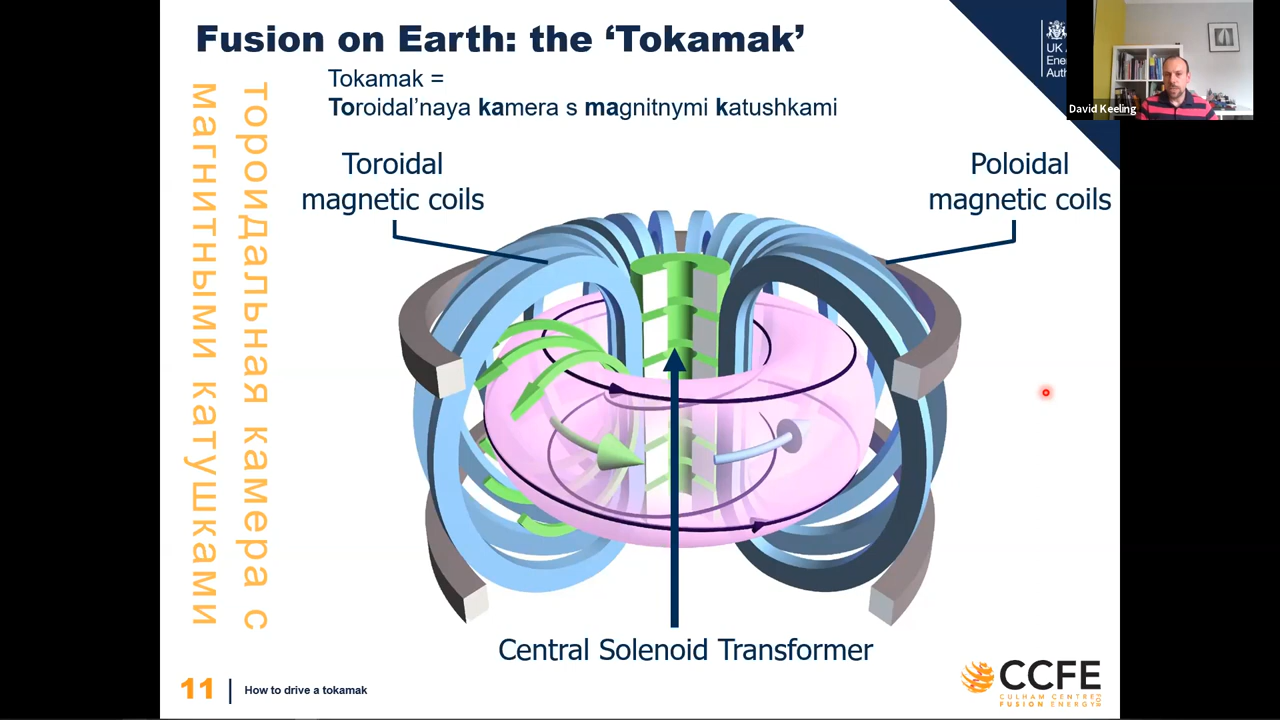 Fusion on Earth: the ‘Tokamak’
Tokamak =
Toroidal’naya kamera s magnitnymi katushkami
тороидальная камера с
магнитными катушками
Toroidal
magnetic coils
Poloidal
magnetic coils
Central Solenoid Transformer
11
How to drive a tokamak
UK
David Keeling
CCFE
CULHAM CENTRE
FOR
FUSION ENERGY